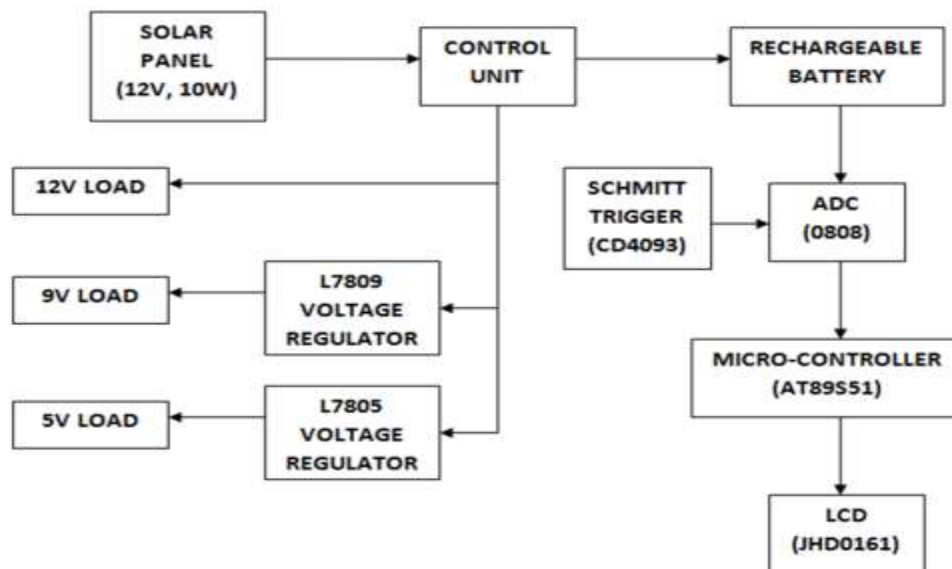 SOLAR
PANEL
(12V, 10W)
CONTROL
UNIT
RECHARGEABLE
BATTERY
12V LOAD
SCHMITT
TRIGGER
(CD4093)
ADC
(0808)
9V LOAD
L7809
VOLTAGE
REGULATOR
MICRO-CONTROLLER
(AT89S51)
5V LOAD
L7805
VOLTAGE
REGULATOR
LCD
(JHD0161)